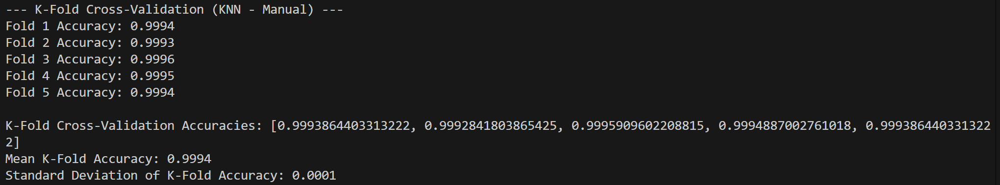 --- K-Fold Cross-Validation (KNN - Manual) ---
Fold 1 Accuracy: 0.9994
Fold 2 Accuracy: 0.9993
Fold 3 Accuracy: 0.9996
Fold 4 Accuracy: 0.9995
Fold 5 Accuracy: 0.9994
K-Fold Cross-Validation Accuracies: [0.9993864403313222, 0.9992841803865425, 0.9995909602208815, 0.9994887002761018, 0.999386440331322
2]
Mean K-Fold Accuracy: 0.9994
Standard Deviation of K-Fold Accuracy: 0.0001